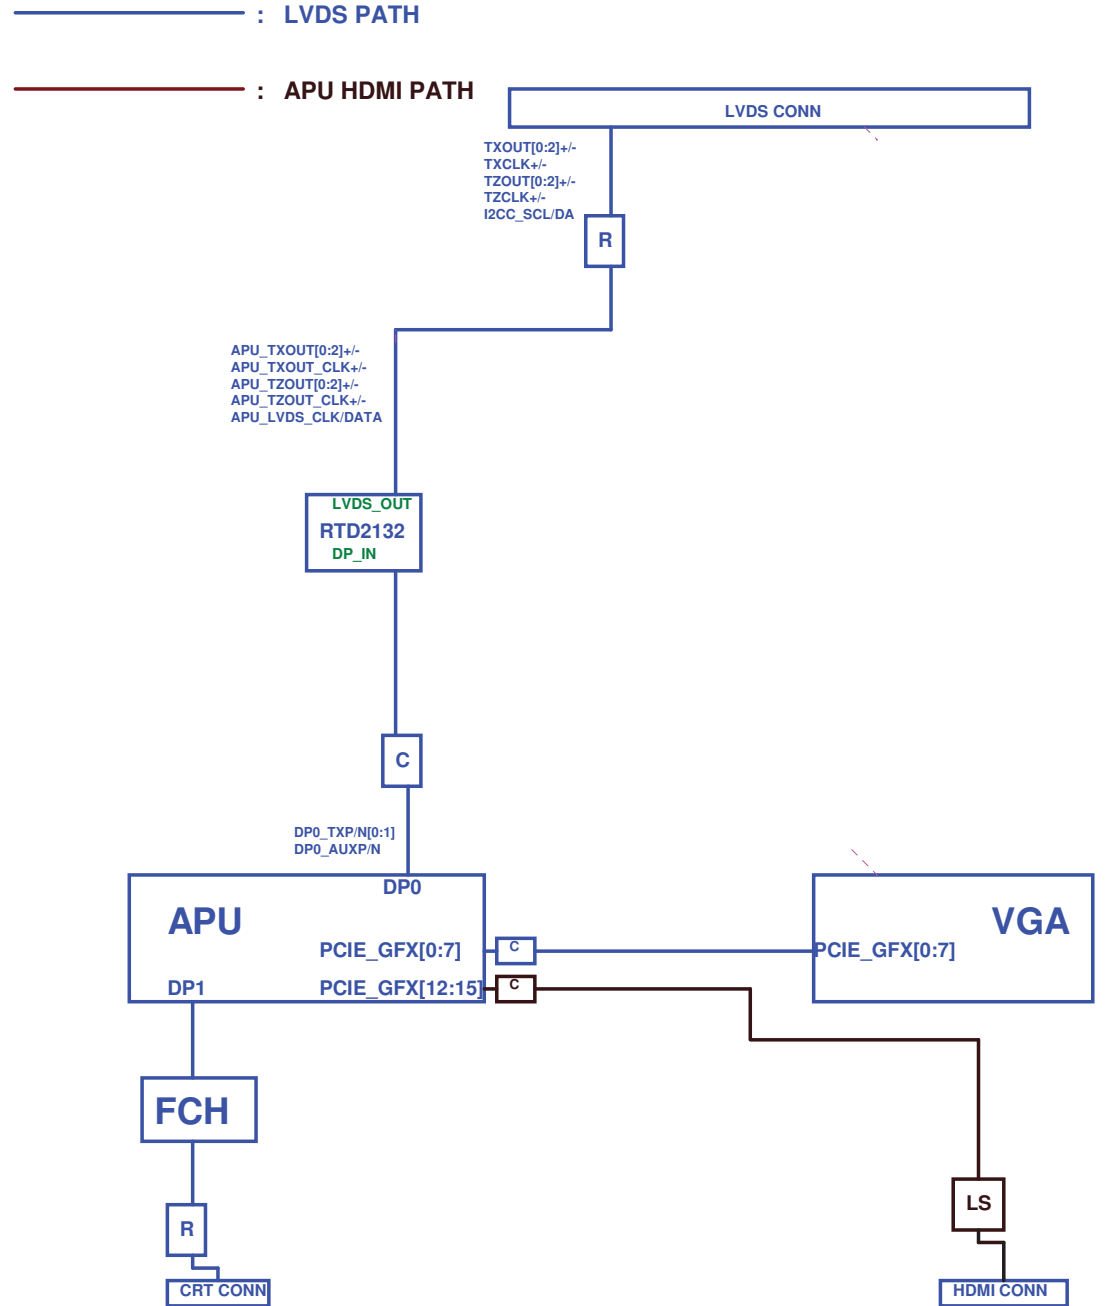 : LVDS PATH
: APU HDMI PATH
LVDS CONN
TXOUT[0:2]+/-
TXCLK+/-
TZOUT[0:2]+/-
TZCLK+/-
I2CC_SCL/DA
R
APU_TXOUT[0:2]+/-
APU_TXOUT_CLK+/-
APU_TZOUT[0:2]+/-
APU_TZOUT_CLK+/-
APU_LVDS_CLK/DATA
LVDS_OUT
RTD2132
DP_IN
C
DP0_TXP/N[0:1]
DP0_AUXP/N
DP0
APU
VGA
PCIE_GFX[0:7]
C
PCIE_GFX[0:7]
DP1
PCIE_GFX[12:15]
C
FCH
LS
R
CRT CONN
HDMI CONN